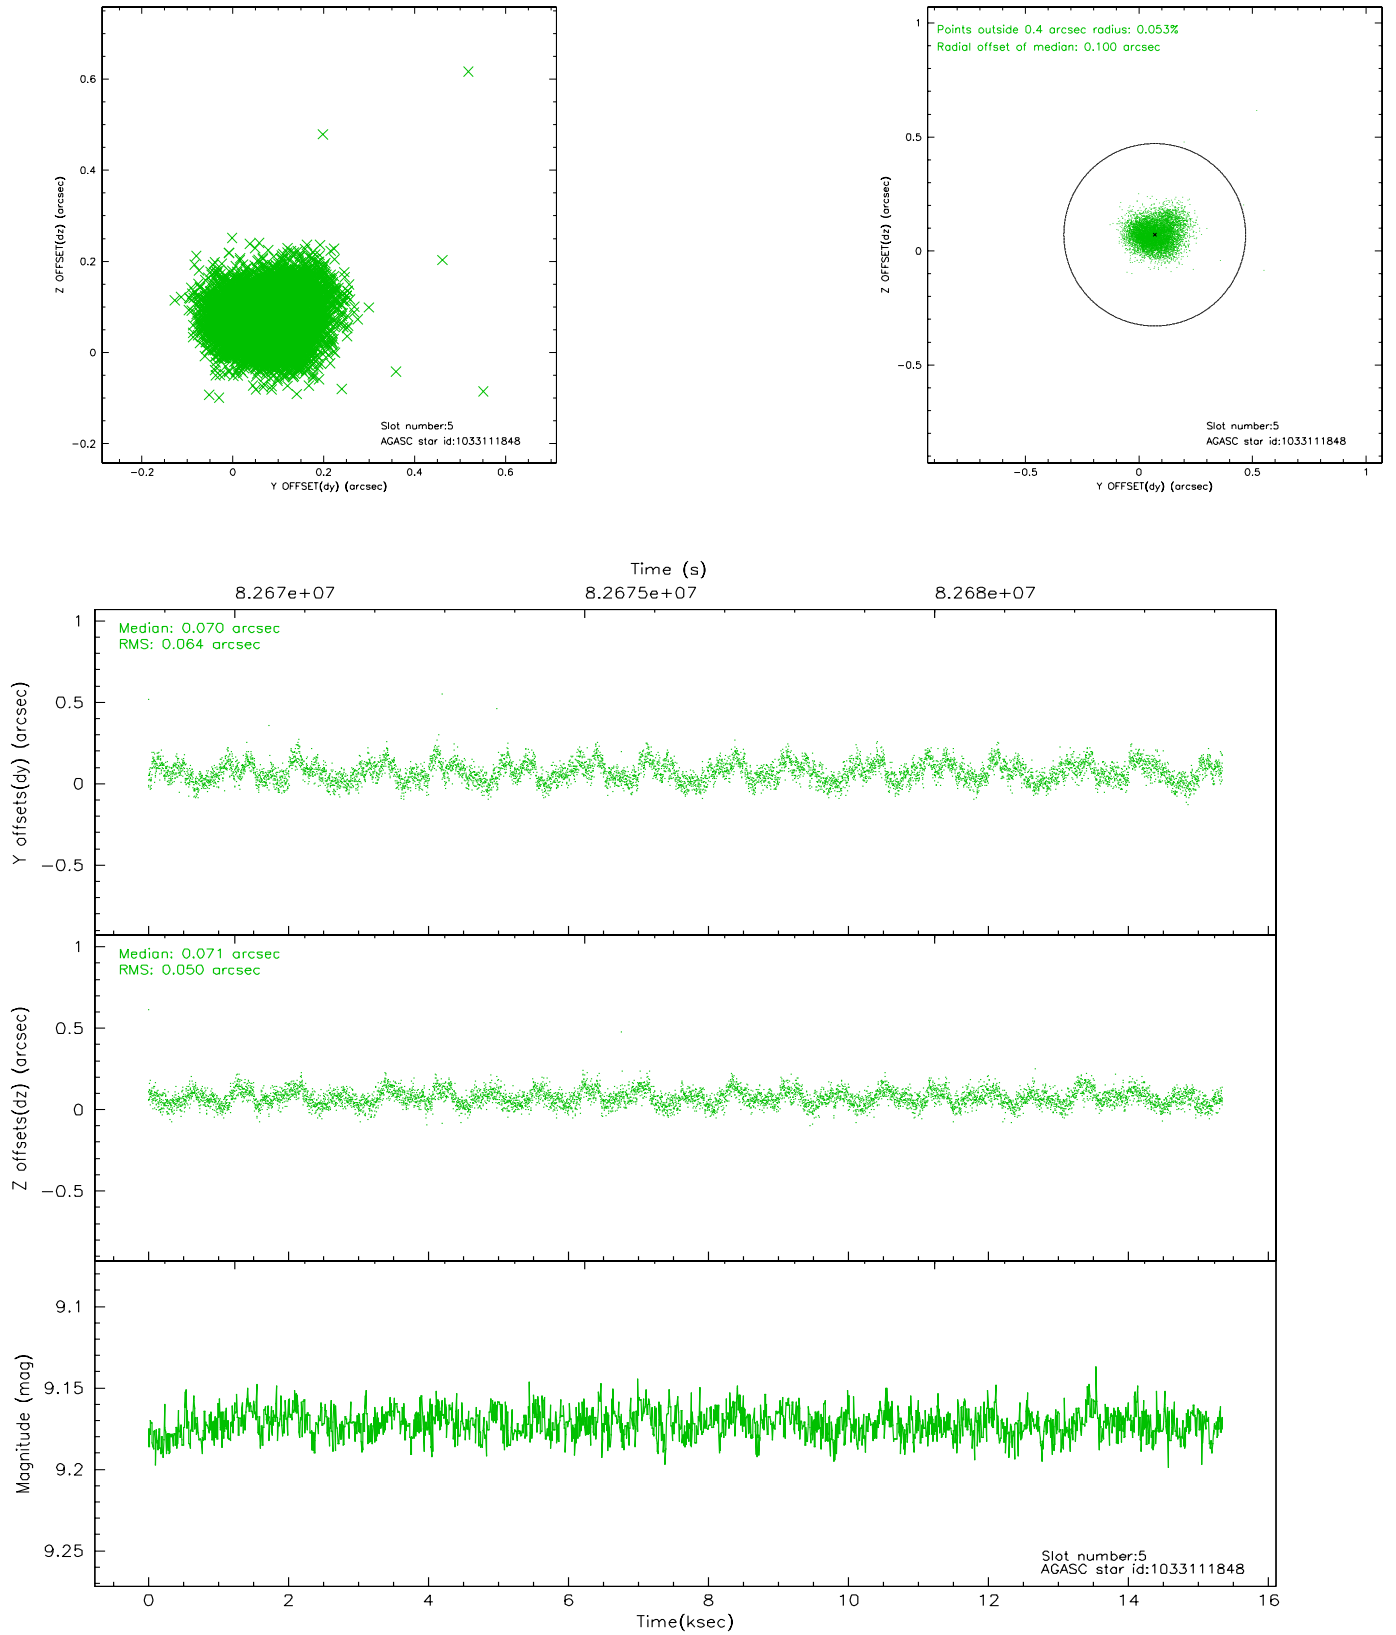 0.6
0.4
0.2
0
−0.2
Z OFFSET(dz) (arcsec)
Slot number:5
AGASC star id:1033111848
−0.2 0 0.2 0.4 0.6
Y OFFSET(dy) (arcsec)
Points outside 0.4 arcsec radius: 0.053%
Radial offset of median: 0.100 arcsec
1
0.5
0
−0.5
Z OFFSET(dz) (arcsec)
Slot number:5
AGASC star id:1033111848
−0.5 0 0.5 1
Y OFFSET(dy) (arcsec)
Time (s)
8.267e+07 8.2675e+07 8.268e+07
Median: 0.070 arcsec
RMS: 0.064 arcsec
1
0.5
0
−0.5
Y offsets(dy) (arcsec)
Median: 0.071 arcsec
RMS: 0.050 arcsec
1
0.5
0
−0.5
Z offsets(dz) (arcsec)
9.1
9.15
9.2
9.25
Magnitude (mag)
Slot number:5
AGASC star id:1033111848
0 2 4 6 8 10 12 14 16
Time(ksec)